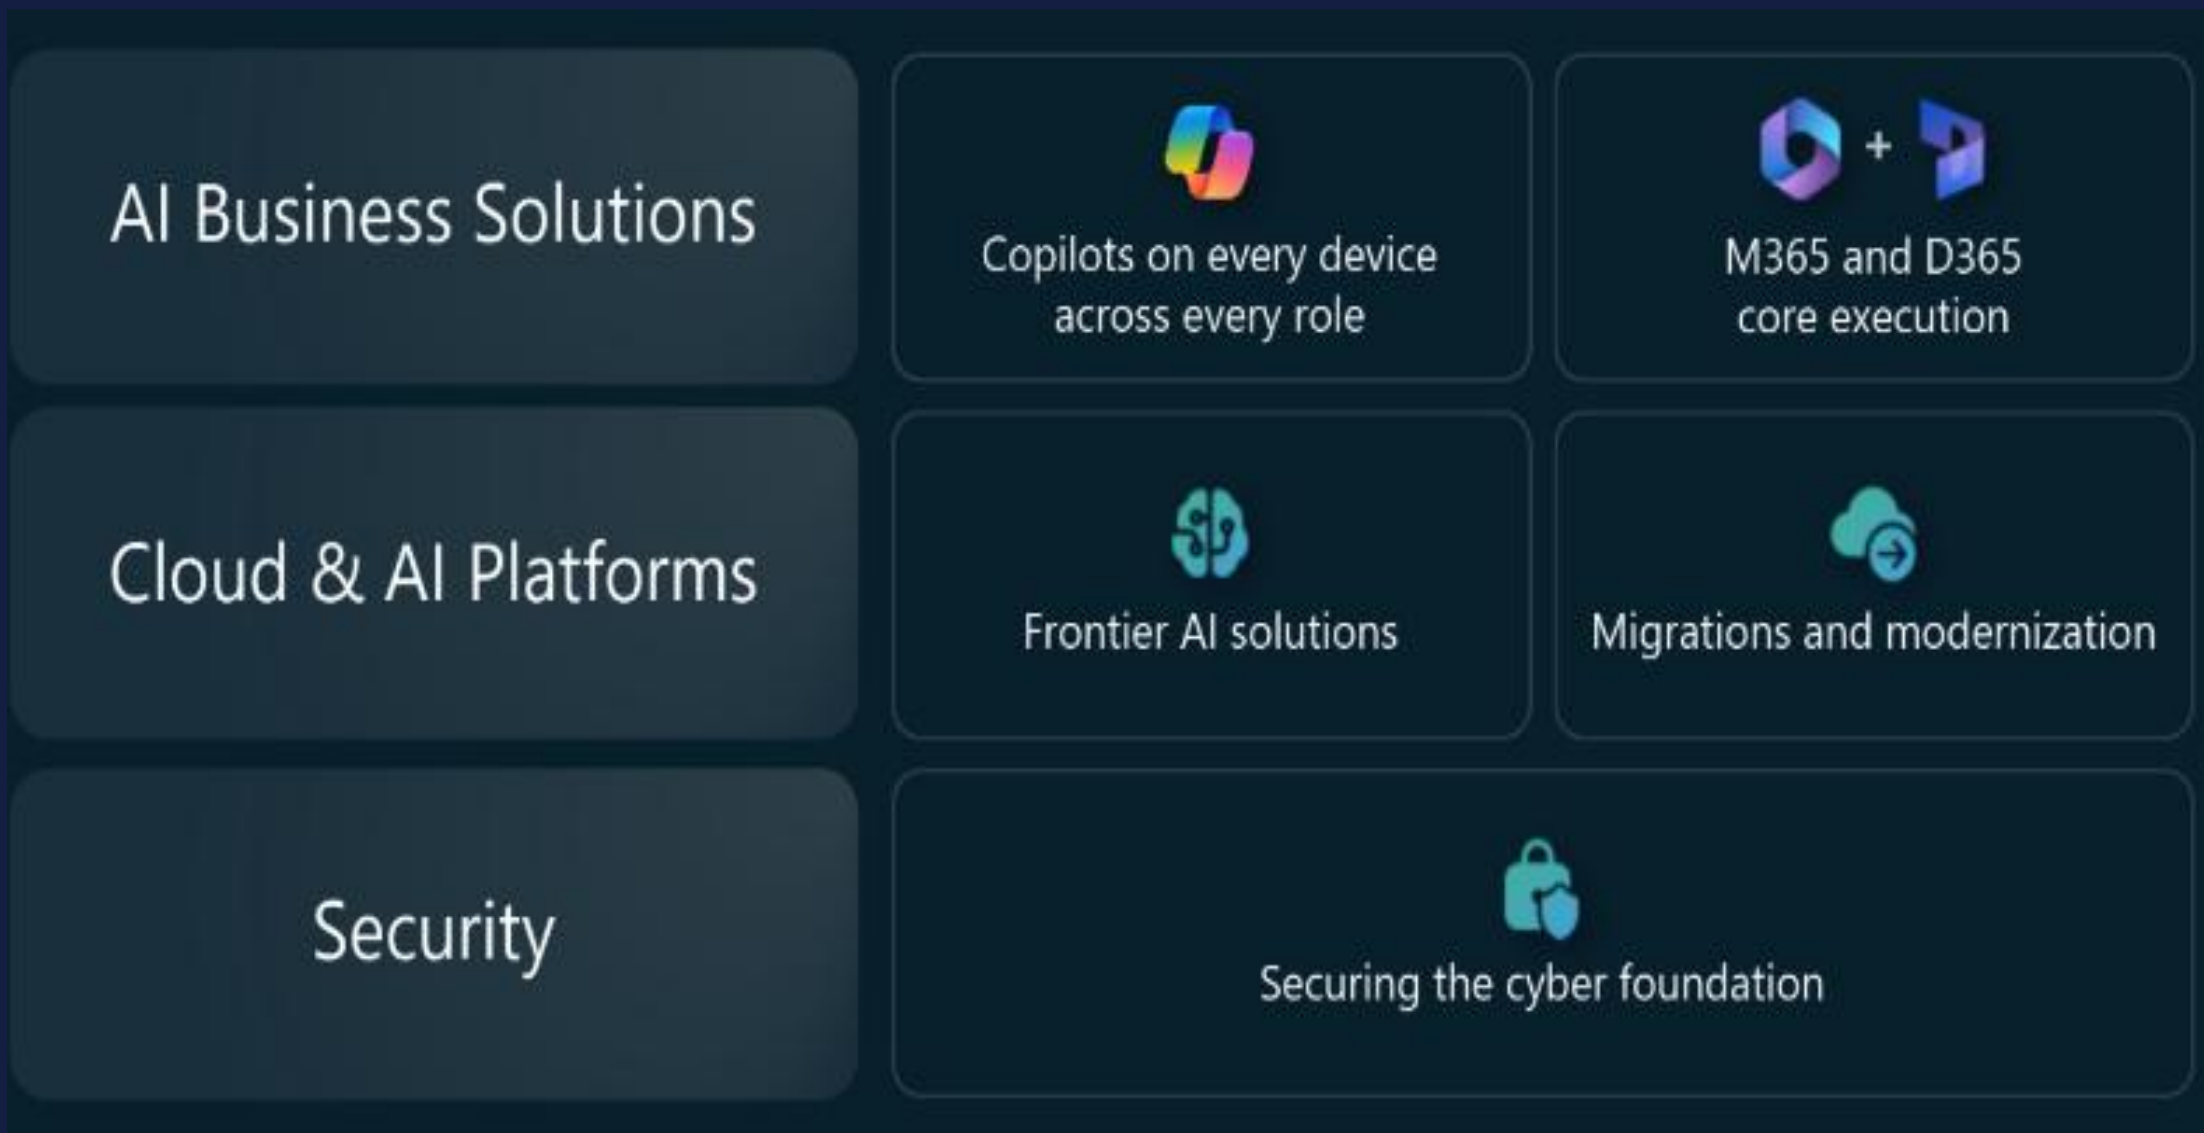 AI Business Solutions
Copilots on every device
across every role
+
M365 and D365
core execution
Cloud & AI Platforms
Frontier AI solutions
Migrations and modernization
Security
Securing the cyber foundation